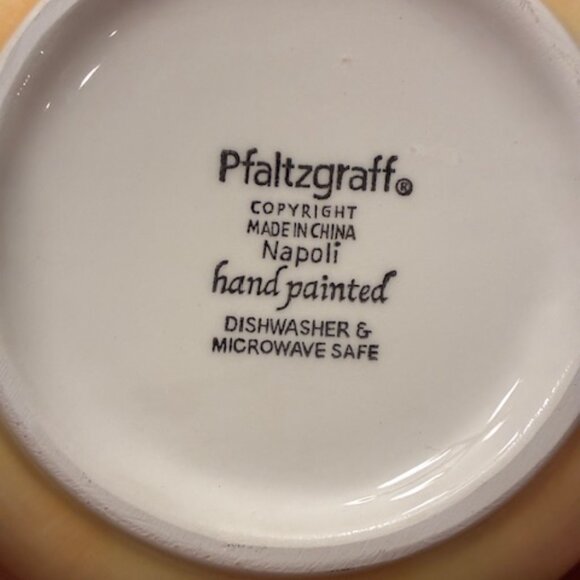 Pfaltzgraff®
COPYRIGHT
MADE IN CHINA
Napoli
hand painted
DISHWASHER &
MICROWAVE SAFE